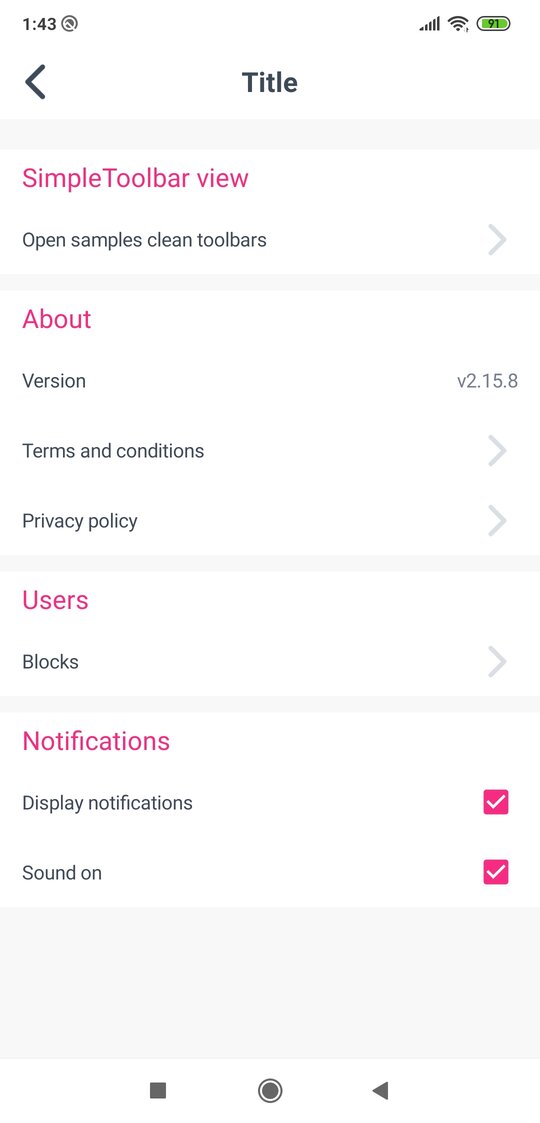 1:43
91
Title
SimpleToolbar view
Open samples clean toolbars
About
Version
v2.15.8
Terms and conditions
Privacy policy
Users
Blocks
Notifications
Display notifications
Sound on